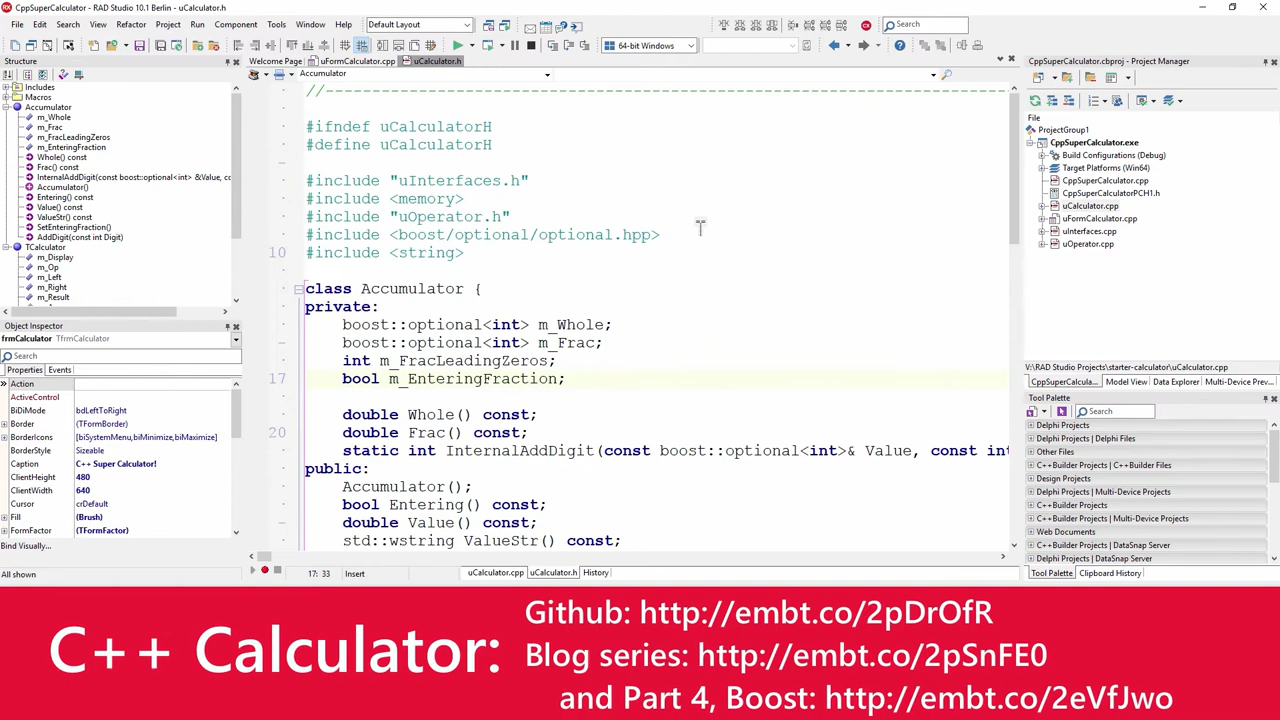 CppSuperCalculator - RAD Studio 10.1 Berlin - uCalculator.h
File Edit Search View Refactor Project Run Component Tools Window Help
Default Layout
Search
64-bit Windows
Structure
Includes
Macros
Accumulator
m_Whole
m_Frac
m_FracLeadingZeros
m_EnteringFraction
Whole() const
Frac() const
InternalAddDigit(const boost::optional<int> &Value, co
Accumulator()
Entering() const
Value() const
ValueStr() const
SetEnteringFraction()
AddDigit(const int Digit)
TCalculator
m_Display
m_Op
m_Left
m_Right
m_Result
Object Inspector
frmCalculator TfrmCalculator
Search
Properties Events
Action
ActiveControl
BiDiMode bdLeftToRight
Border (TFormBorder)
BorderIcons [biSystemMenu,biMinimize,biMaximize]
BorderStyle Sizeable
Caption C++ Super Calculator!
ClientHeight 480
ClientWidth 640
Cursor crDefault
Fill (Brush)
FormFactor (TFormFactor)
Bind Visually...
All shown
Welcome Page uFormCalculator.cpp uCalculator.h
Accumulator
//---------------------------------------------------------------------------
#ifndef uCalculatorH
#define uCalculatorH
#include "uInterfaces.h"
#include <memory>
#include "uOperator.h"
#include <boost/optional/optional.hpp>
10 #include <string>
class Accumulator {
private:
boost::optional<int> m_Whole;
boost::optional<int> m_Frac;
int m_FracLeadingZeros;
17 bool m_EnteringFraction;
double Whole() const;
20 double Frac() const;
static int InternalAddDigit(const boost::optional<int>& Value, const int
public:
Accumulator();
bool Entering() const;
double Value() const;
std::wstring ValueStr() const;
17: 33 Insert uCalculator.cpp uCalculator.h History
CppSuperCalculator.cbproj - Project Manager
File
ProjectGroup1
CppSuperCalculator.exe
Build Configurations (Debug)
Target Platforms (Win64)
CppSuperCalculator.cpp
CppSuperCalculatorPCH1.h
uCalculator.cpp
uFormCalculator.cpp
uInterfaces.cpp
uOperator.cpp
V:\RAD Studio Projects\starter-calculator\uCalculator.cpp
CppSuperCalcula... Model View Data Explorer Multi-Device Prev...
Tool Palette
Search
Delphi Projects
Delphi Projects | Delphi Files
Other Files
C++Builder Projects | C++Builder Files
Design Projects
Delphi Projects | Multi-Device Projects
C++Builder Projects
C++Builder Projects | Multi-Device Projects
Web Documents
C++Builder Projects | DataSnap Server
Delphi Projects | DataSnap Server
Tool Palette Clipboard History
C++ Calculator:
Github: http://embt.co/2pDrOfR
Blog series: http://embt.co/2pSnFE0
and Part 4, Boost: http://embt.co/2eVfJwo